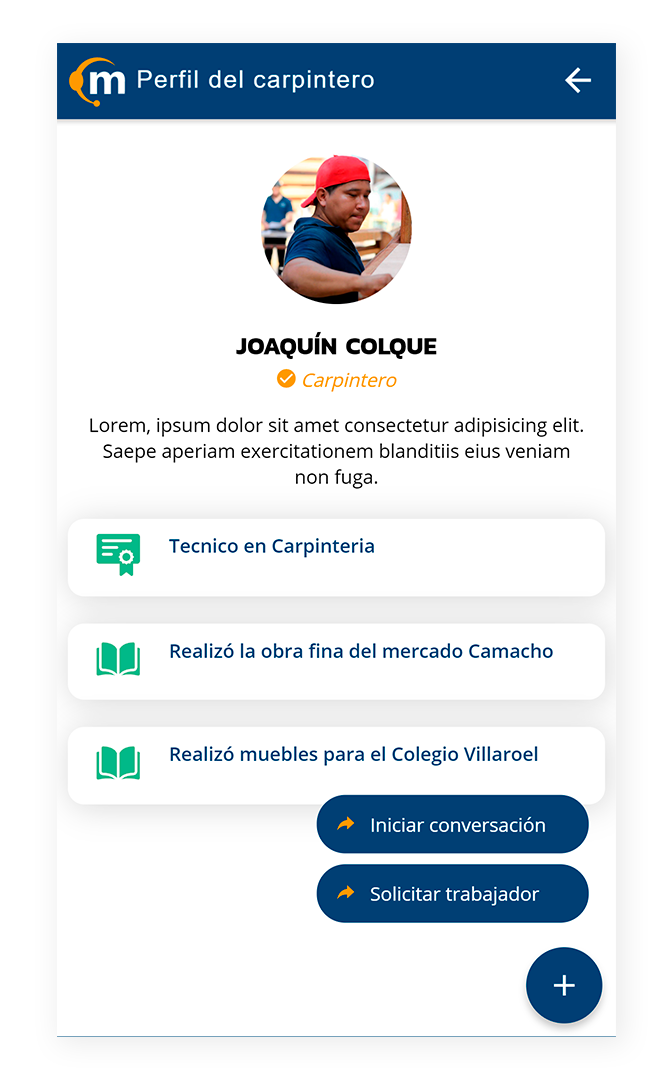 m Perfil del carpintero
JOAQUÍN COLQUE
Carpintero
Lorem, ipsum dolor sit amet consectetur adipisicing elit.
Saepe aperiam exercitationem blanditiis eius veniam
non fuga.
Tecnico en Carpinteria
Realizó la obra fina del mercado Camacho
Realizó muebles para el Colegio Villaroel
Iniciar conversación
Solicitar trabajador
+